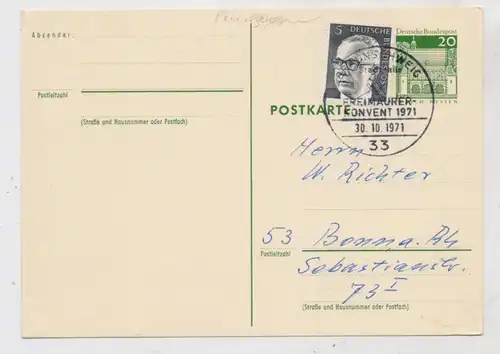 Absender:
Postleitzahl
(Straße und Hausnummer oder Postfach)
5
DEUTSCHE BUNDESPOST
Deutsche Bundespost
20
POSTKARTE
FREIMAURER-
KONVENT 1971
30.10.1971
33
Herrn
W. Richter
53 Bonn a. Rh
Postleitzahl
Sebastianstr.
73 I
(Straße und Hausnummer oder Postfach)